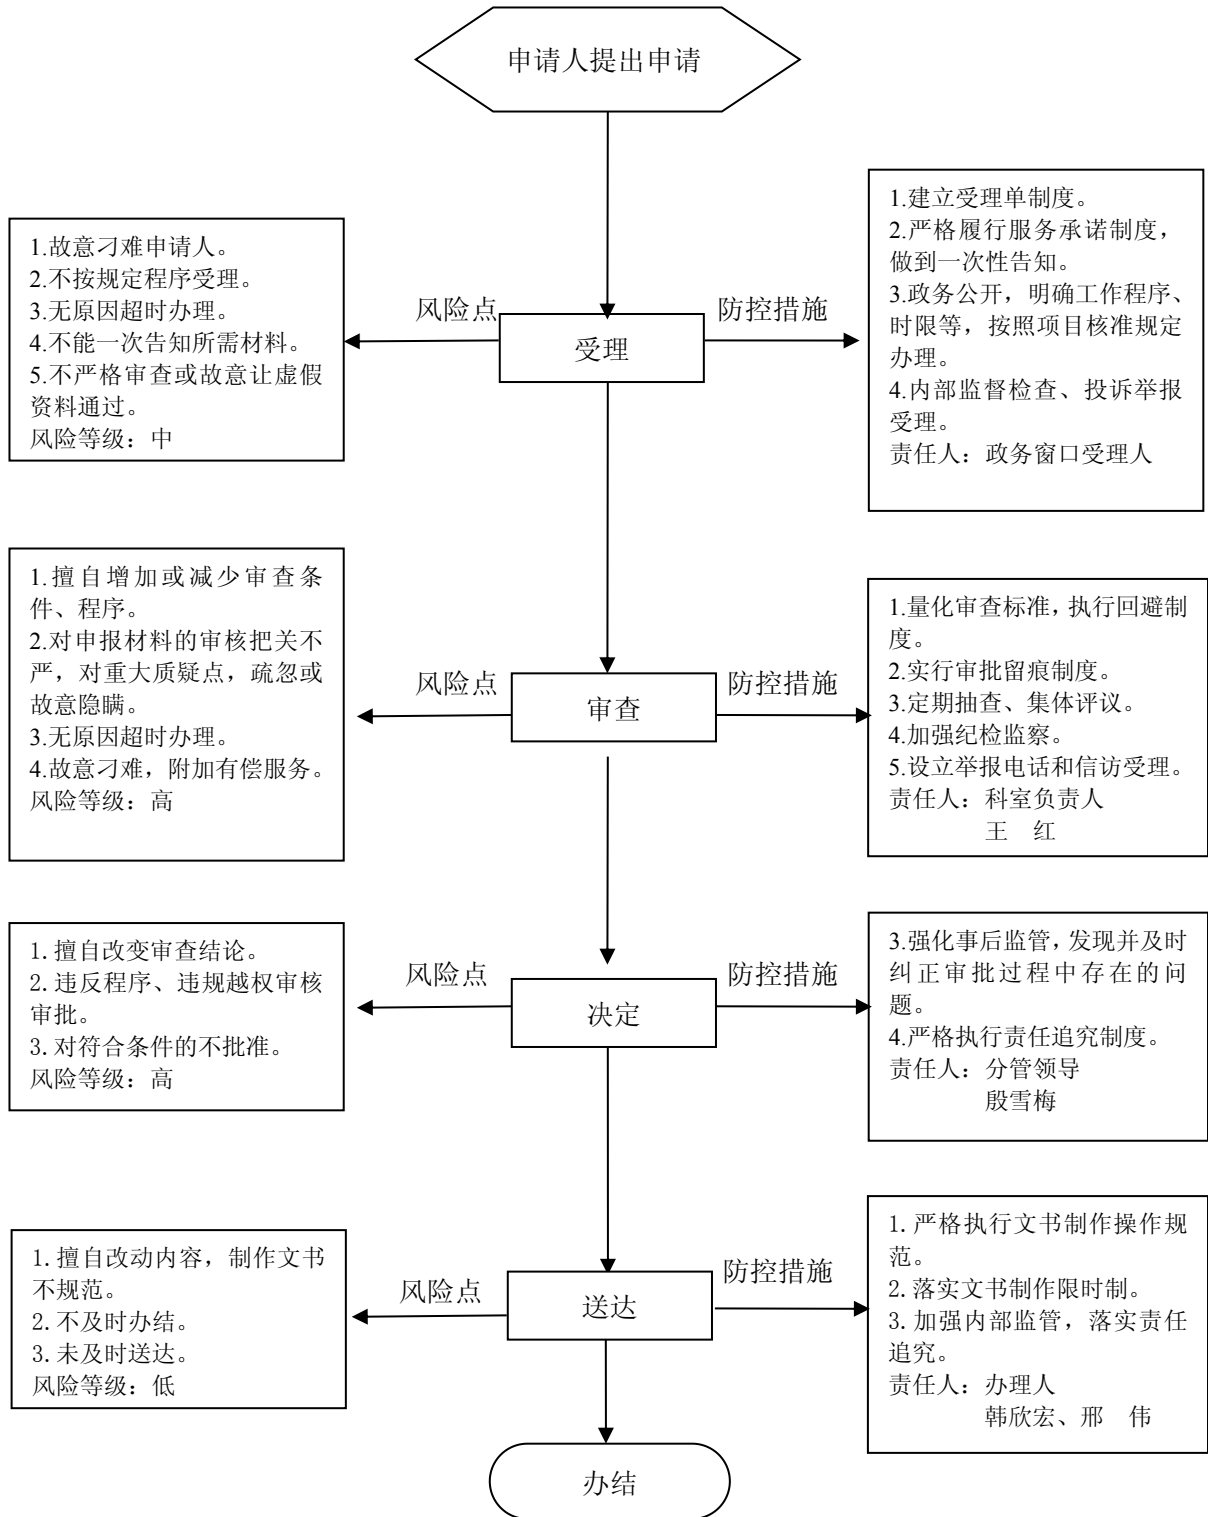 申请人提出申请
1.故意刁难申请人。
2.不按规定程序受理。
3.无原因超时办理。
4.不能一次告知所需材料。
5.不严格审查或故意让虚假
资料通过。
风险等级：中
风险点
受理
防控措施
1.建立受理单制度。
2.严格履行服务承诺制度，
做到一次性告知。
3.政务公开，明确工作程序、
时限等，按照项目核准规定
办理。
4.内部监督检查、投诉举报
受理。
责任人：政务窗口受理人
1.擅自增加或减少审查条
件、程序。
2.对申报材料的审核把关不
严，对重大质疑点，疏忽或
故意隐瞒。
3.无原因超时办理。
4.故意刁难，附加有偿服务。
风险等级：高
风险点
审查
防控措施
1.量化审查标准，执行回避制
度。
2.实行审批留痕制度。
3.定期抽查、集体评议。
4.加强纪检监察。
5.设立举报电话和信访受理。
责任人：科室负责人
王　红
1. 擅自改变审查结论。
2. 违反程序、违规越权审核
审批。
3. 对符合条件的不批准。
风险等级：高
风险点
决定
防控措施
3.强化事后监管，发现并及时
纠正审批过程中存在的问
题。
4.严格执行责任追究制度。
责任人：分管领导
殷雪梅
1. 擅自改动内容，制作文书
不规范。
2. 不及时办结。
3. 未及时送达。
风险等级：低
风险点
送达
防控措施
1. 严格执行文书制作操作规
范。
2. 落实文书制作限时制。
3. 加强内部监管，落实责任
追究。
责任人：办理人
韩欣宏、邢　伟
办结